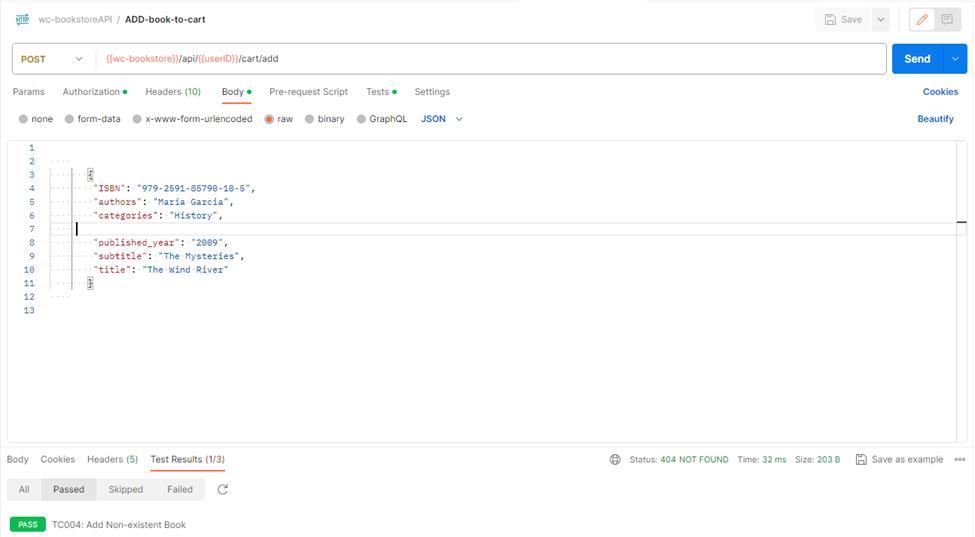 HTTP wc-bookstoreAPI / ADD-book-to-cart Save
POST {{wc-bookstore}}/api/{{userID}}/cart/add Send
Params Authorization Headers (10) Body Pre-request Script Tests Settings Cookies
none form-data x-www-form-urlencoded raw binary GraphQL JSON Beautify
1
2
3 {
4 "ISBN": "979-2591-85790-10-5",
5 "authors": "Maria Garcia",
6 "categories": "History",
7
8 "published_year": "2009",
9 "subtitle": "The Mysteries",
10 "title": "The Wind River"
11 }
12
13
Body Cookies Headers (5) Test Results (1/3) Status: 404 NOT FOUND Time: 32 ms Size: 203 B Save as example
All Passed Skipped Failed
PASS TC004: Add Non-existent Book